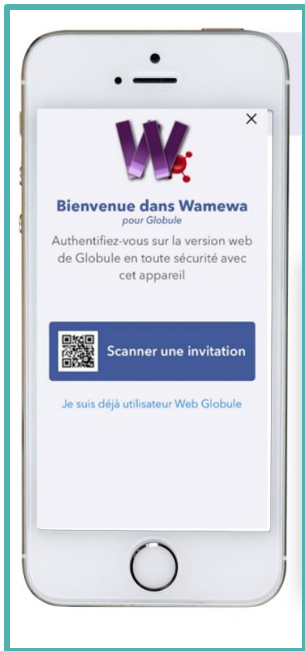 W
Bienvenue dans Wamewa
pour Globule
Authentifiez-vous sur la version web
de Globule en toute sécurité avec
cet appareil
Scanner une invitation
Je suis déjà utilisateur Web Globule